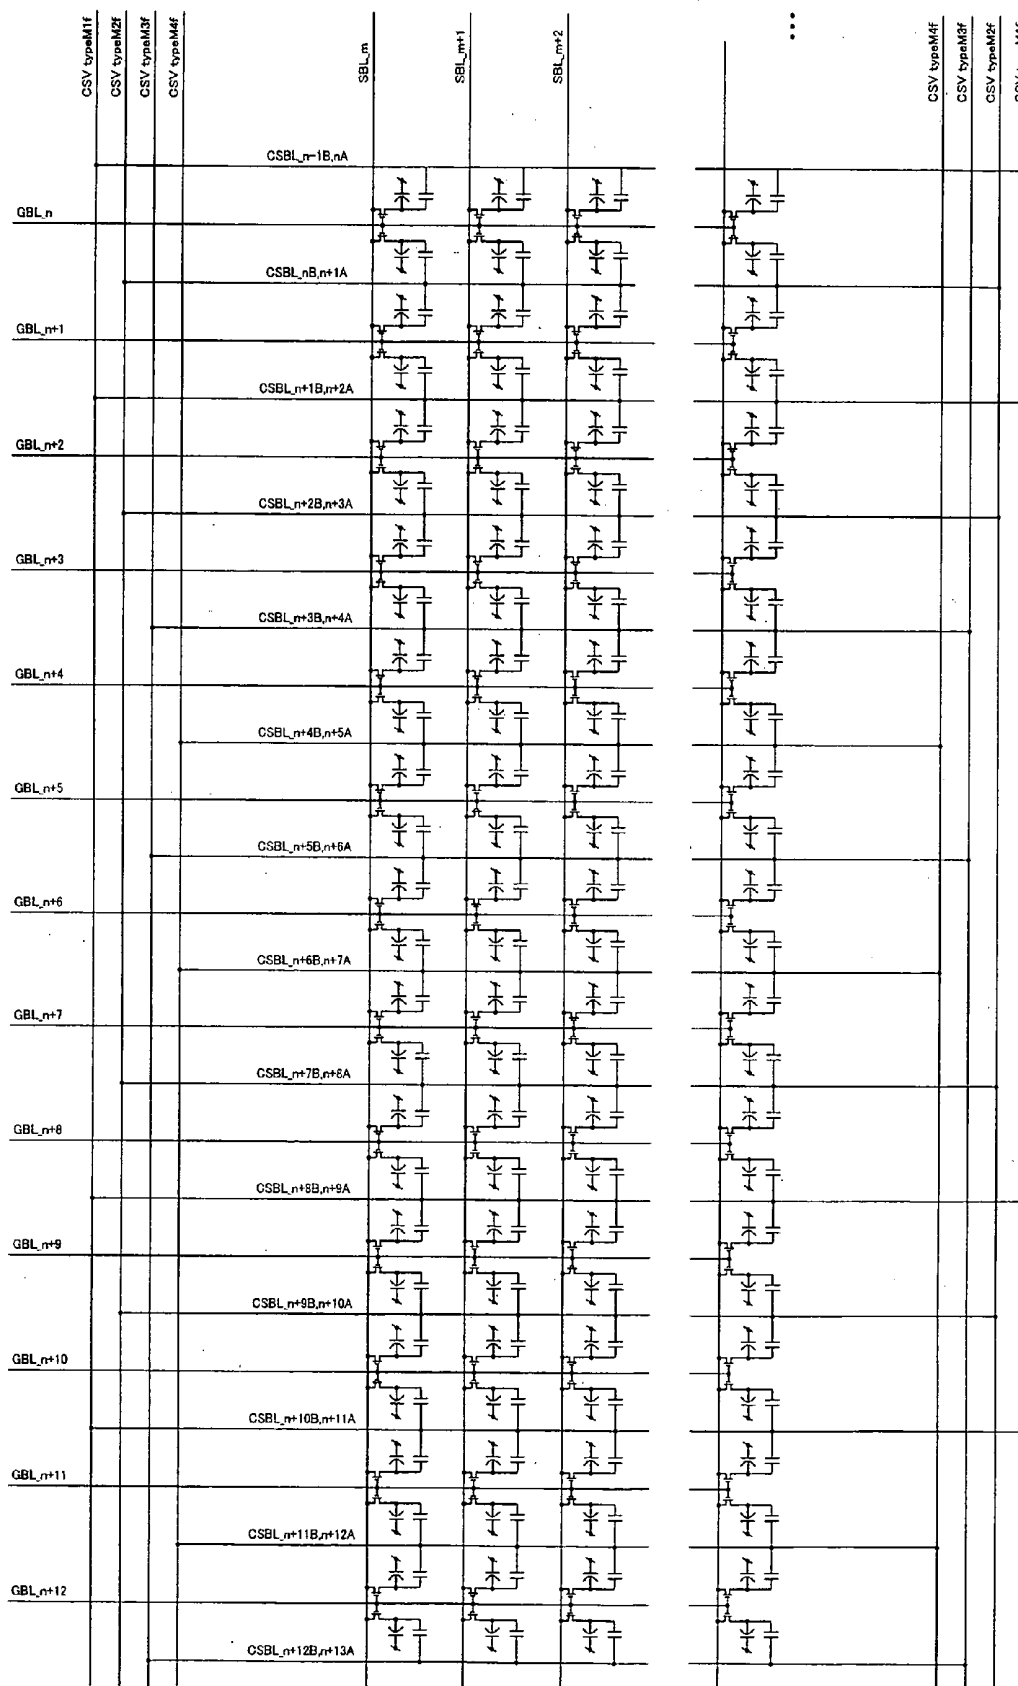 CSV typeM1f
CSV typeM2f
CSV typeM3f
CSV typeM4f
SBL_m
SBL_m+1
SBL_m+2
...
CSV typeM4f
CSV typeM3f
CSV typeM2f
CSBL_n-1B,nA
GBL_n
CSBL_nB,n+1A
GBL_n+1
CSBL_n+1B,n+2A
GBL_n+2
CSBL_n+2B,n+3A
GBL_n+3
CSBL_n+3B,n+4A
GBL_n+4
CSBL_n+4B,n+5A
GBL_n+5
CSBL_n+5B,n+6A
GBL_n+6
CSBL_n+6B,n+7A
GBL_n+7
CSBL_n+7B,n+8A
GBL_n+8
CSBL_n+8B,n+9A
GBL_n+9
CSBL_n+9B,n+10A
GBL_n+10
CSBL_n+10B,n+11A
GBL_n+11
CSBL_n+11B,n+12A
GBL_n+12
CSBL_n+12B,n+13A